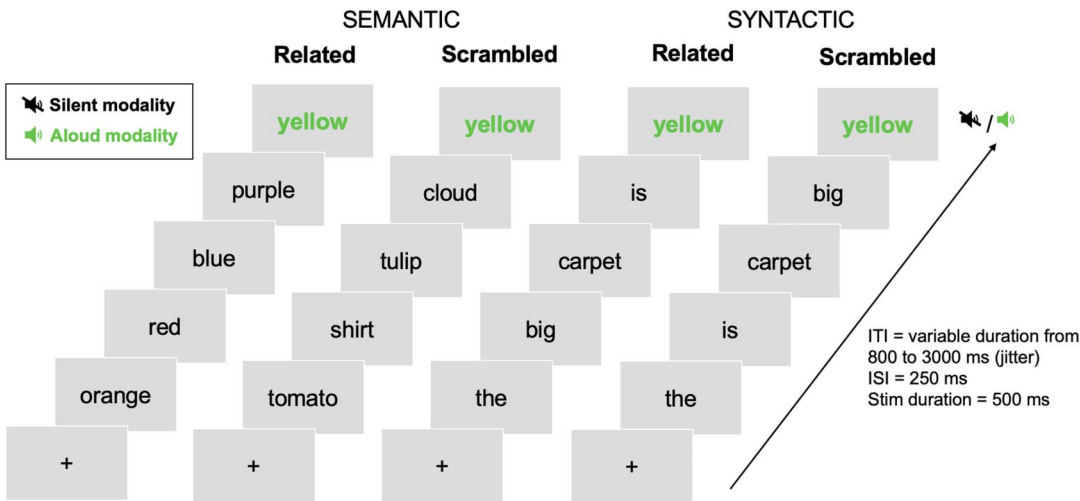 SEMANTIC SYNTACTIC
Related Scrambled Related Scrambled
Silent modality
Aloud modality
yellow yellow yellow yellow /
purple cloud is big
blue tulip carpet carpet
red shirt big is
orange tomato the the
+ + + +
ITI = variable duration from
800 to 3000 ms (jitter)
ISI = 250 ms
Stim duration = 500 ms